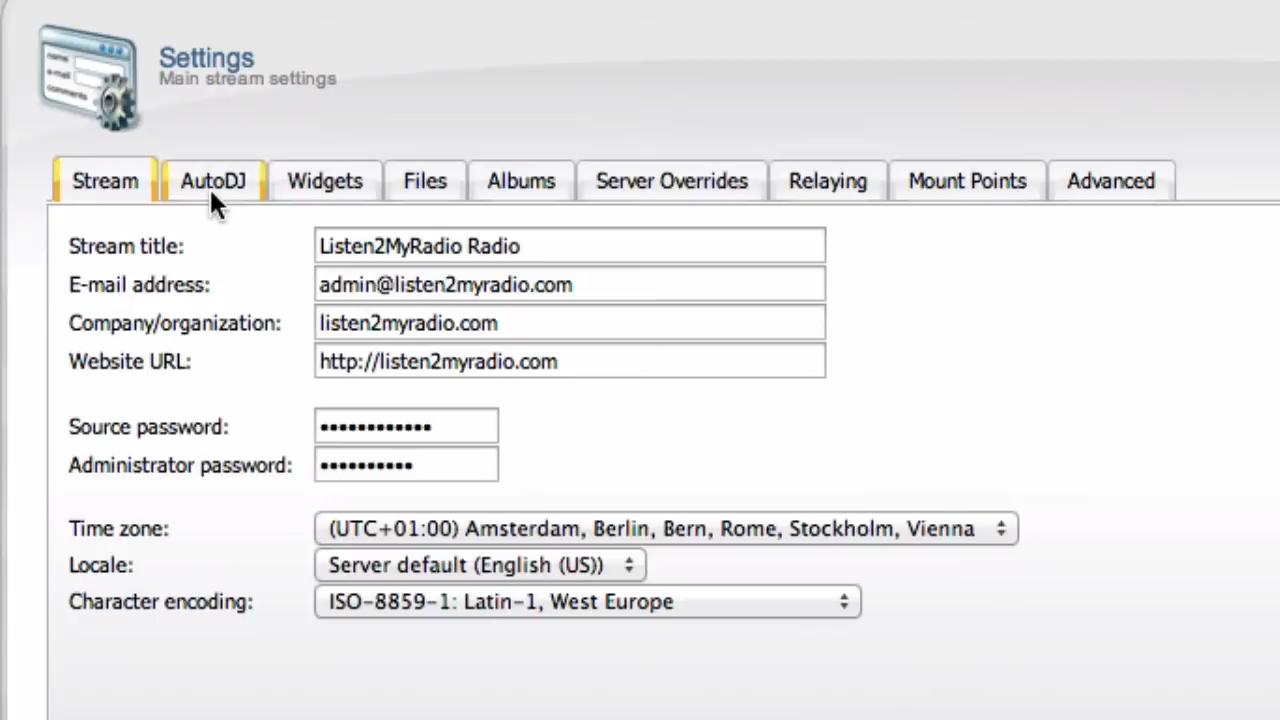 Settings
Main stream settings
name
e-mail
comments
Stream AutoDJ Widgets Files Albums Server Overrides Relaying Mount Points Advanced
Stream title: Listen2MyRadio Radio
E-mail address: admin@listen2myradio.com
Company/organization: listen2myradio.com
Website URL: http://listen2myradio.com
Source password: ••••••••••••
Administrator password: ••••••••••
Time zone: (UTC+01:00) Amsterdam, Berlin, Bern, Rome, Stockholm, Vienna
Locale: Server default (English (US))
Character encoding: ISO-8859-1: Latin-1, West Europe